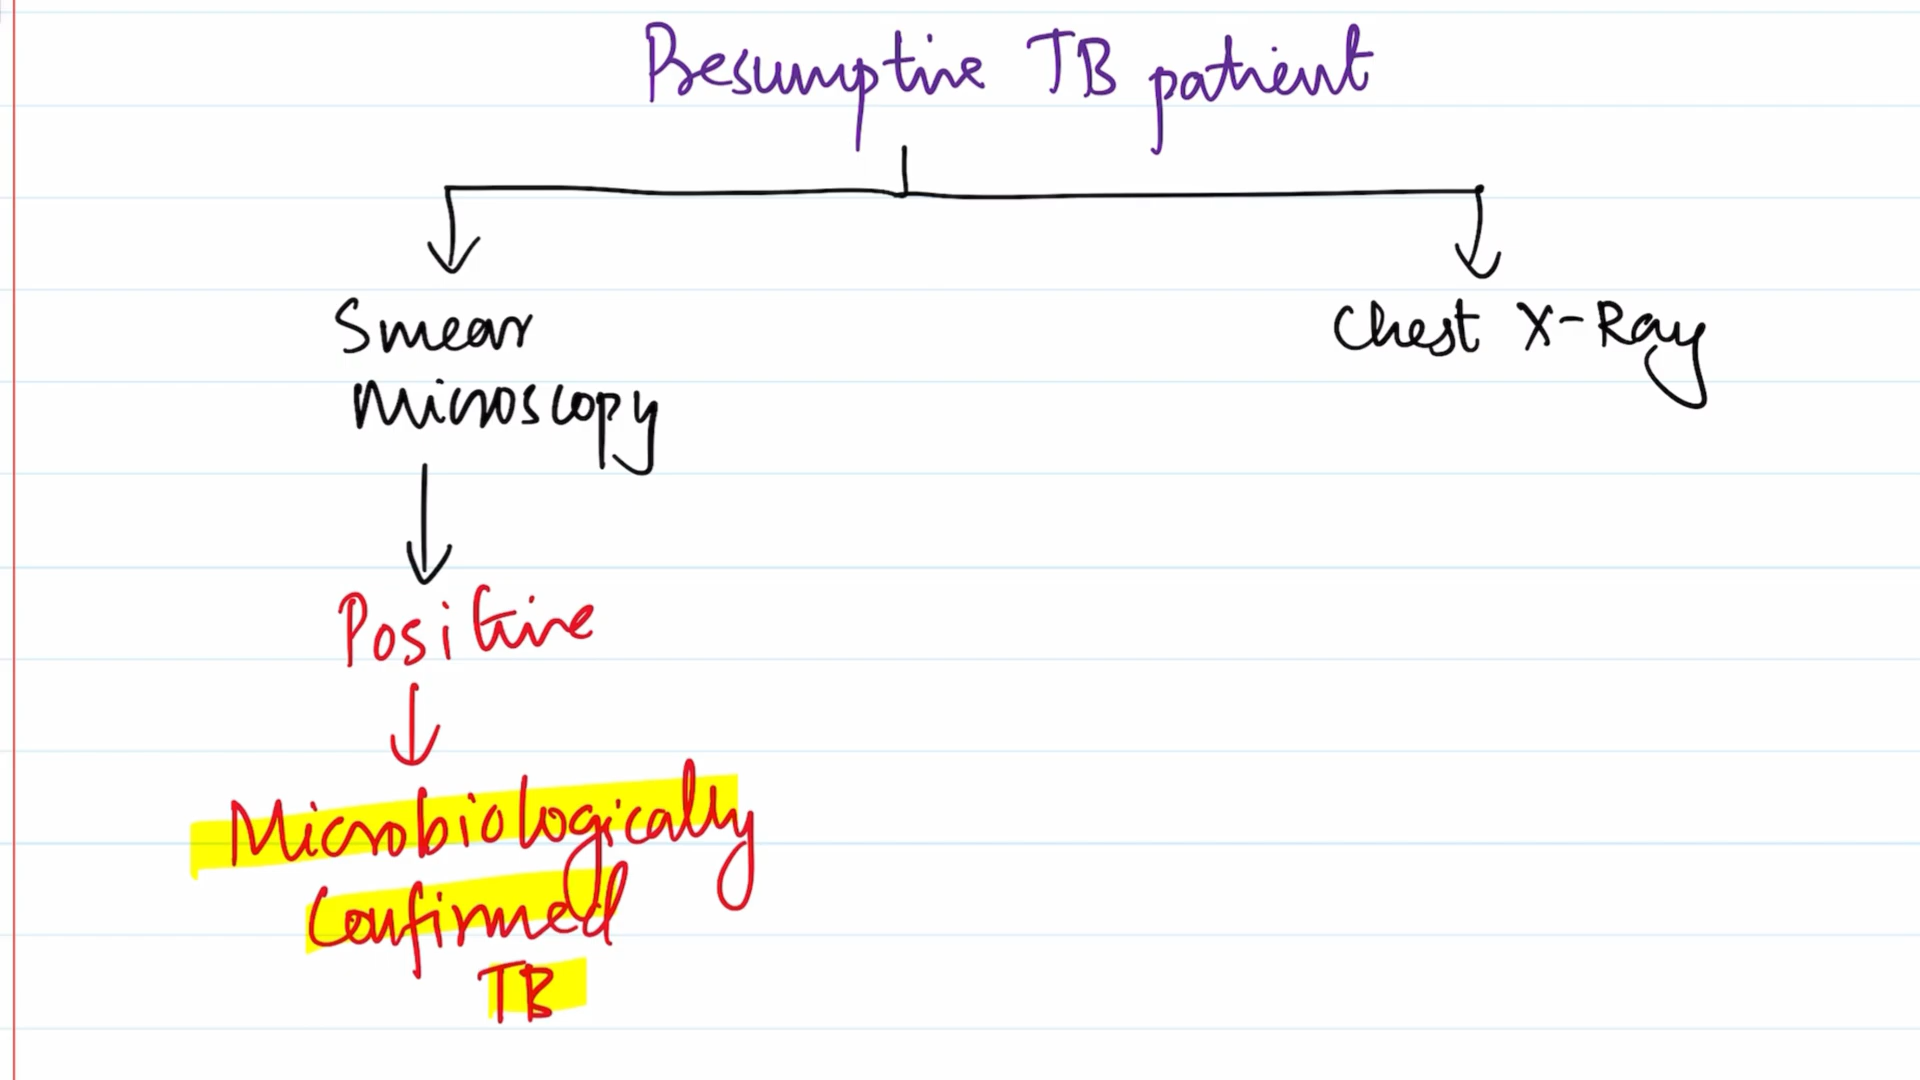 Presumptive TB patient
Smear
Microscopy
Chest X-Ray
Positive
Microbiologically
Confirmed
TB